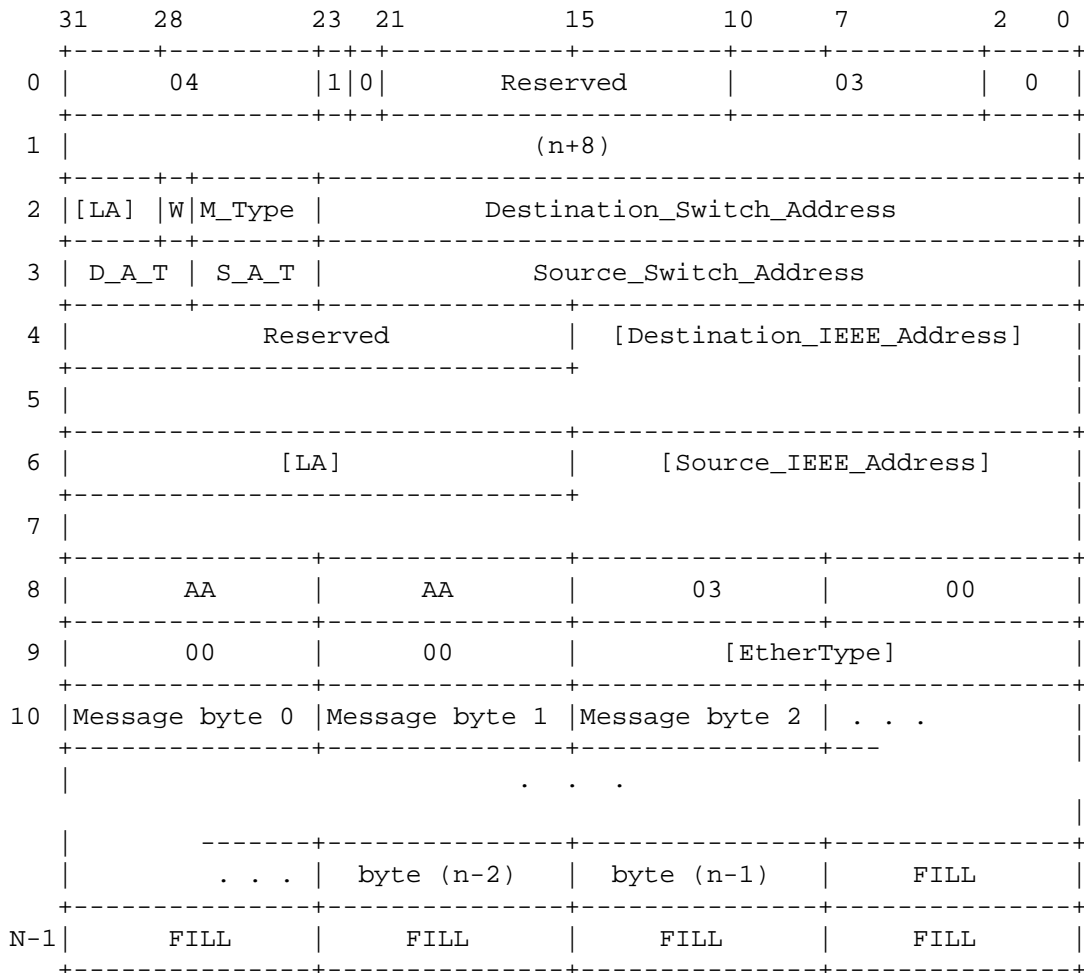 31 28 23 21 15 10 7 2 0
+-----+---------+-+-+-----------+---------+-----+---------+-----+
0 | 04 |1|0| Reserved | 03 | 0 |
+---------------+-+-+---------------------+---------------+-----+
1 | (n+8) |
+-----+-+-------+-----------------------------------------------+
2 |[LA] |W|M_Type | Destination_Switch_Address |
+-----+-+-------+-----------------------------------------------+
3 | D_A_T | S_A_T | Source_Switch_Address |
+-------+-------+---------------+-------------------------------+
4 | Reserved | [Destination_IEEE_Address] |
+-------------------------------+ |
5 | |
+-------------------------------+-------------------------------+
6 | [LA] | [Source_IEEE_Address] |
+-------------------------------+ |
7 | |
+---------------+---------------+---------------+---------------+
8 | AA | AA | 03 | 00 |
+---------------+---------------+---------------+---------------+
9 | 00 | 00 | [EtherType] |
+---------------+---------------+---------------+---------------+
10 |Message byte 0 |Message byte 1 |Message byte 2 | . . . |
+---------------+---------------+---------------+--- |
| . . .
|
| -------+---------------+---------------+---------------+
| . . . | byte (n-2) | byte (n-1) | FILL |
+---------------+---------------+---------------+---------------+
N-1| FILL | FILL | FILL | FILL |
+---------------+---------------+---------------+---------------+